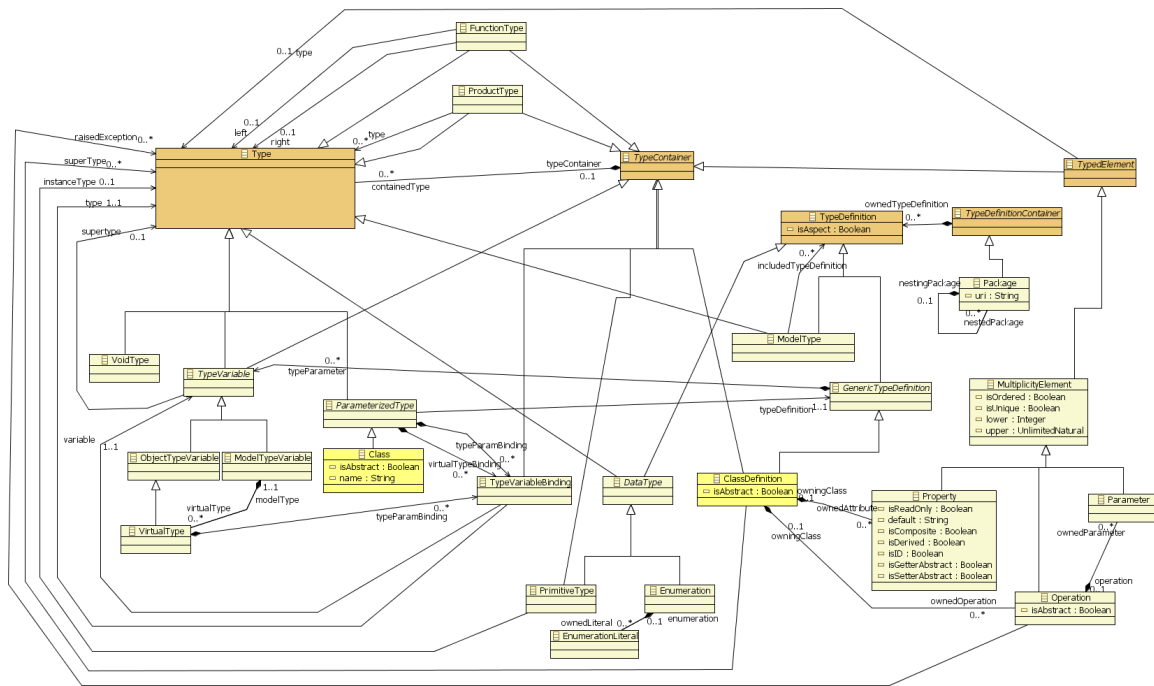 FunctionType
0..1 type
ProductType
0..1
left
0..1
right
type
0..*
raisedException 0..*
Type
typeContainer
TypeContainer
TypedElement
superType 0..*
0..*
0..1
containedType
instanceType 0..1
ownedTypeDefinition
type 1..1
TypeDefinition
isAspect : Boolean
0..*
TypeDefinitionContainer
supertype
0..1
0..*
includedTypeDefinition
nestingPackage
0..1
Package
uri : String
0..*
nestedPackage
VoidType
ModelType
TypeVariable
0..*
typeParameter
GenericTypeDefinition
MultiplicityElement
isOrdered : Boolean
isUnique : Boolean
lower : Integer
upper : UnlimitedNatural
ParameterizedType
typeDefinition 1..1
variable
1..1
typeParamBinding
0..*
virtualTypeBinding
0..*
Class
isAbstract : Boolean
name : String
ObjectTypeVariable
ModelTypeVariable
1..1
modelType
TypeVariableBinding
DataType
ClassDefinition
isAbstract : Boolean
owningClass
0..1
ownedAttribute
0..*
Property
isReadOnly : Boolean
default : String
isComposite : Boolean
isDerived : Boolean
isID : Boolean
isGetterAbstract : Boolean
isSetterAbstract : Boolean
Parameter
0..*
ownedParameter
virtualType
0..*
0..*
typeParamBinding
VirtualType
0..1
owningClass
PrimitiveType
Enumeration
operation
0..1
ownedOperation
0..*
Operation
isAbstract : Boolean
ownedLiteral
0..*
0..1
enumeration
EnumerationLiteral